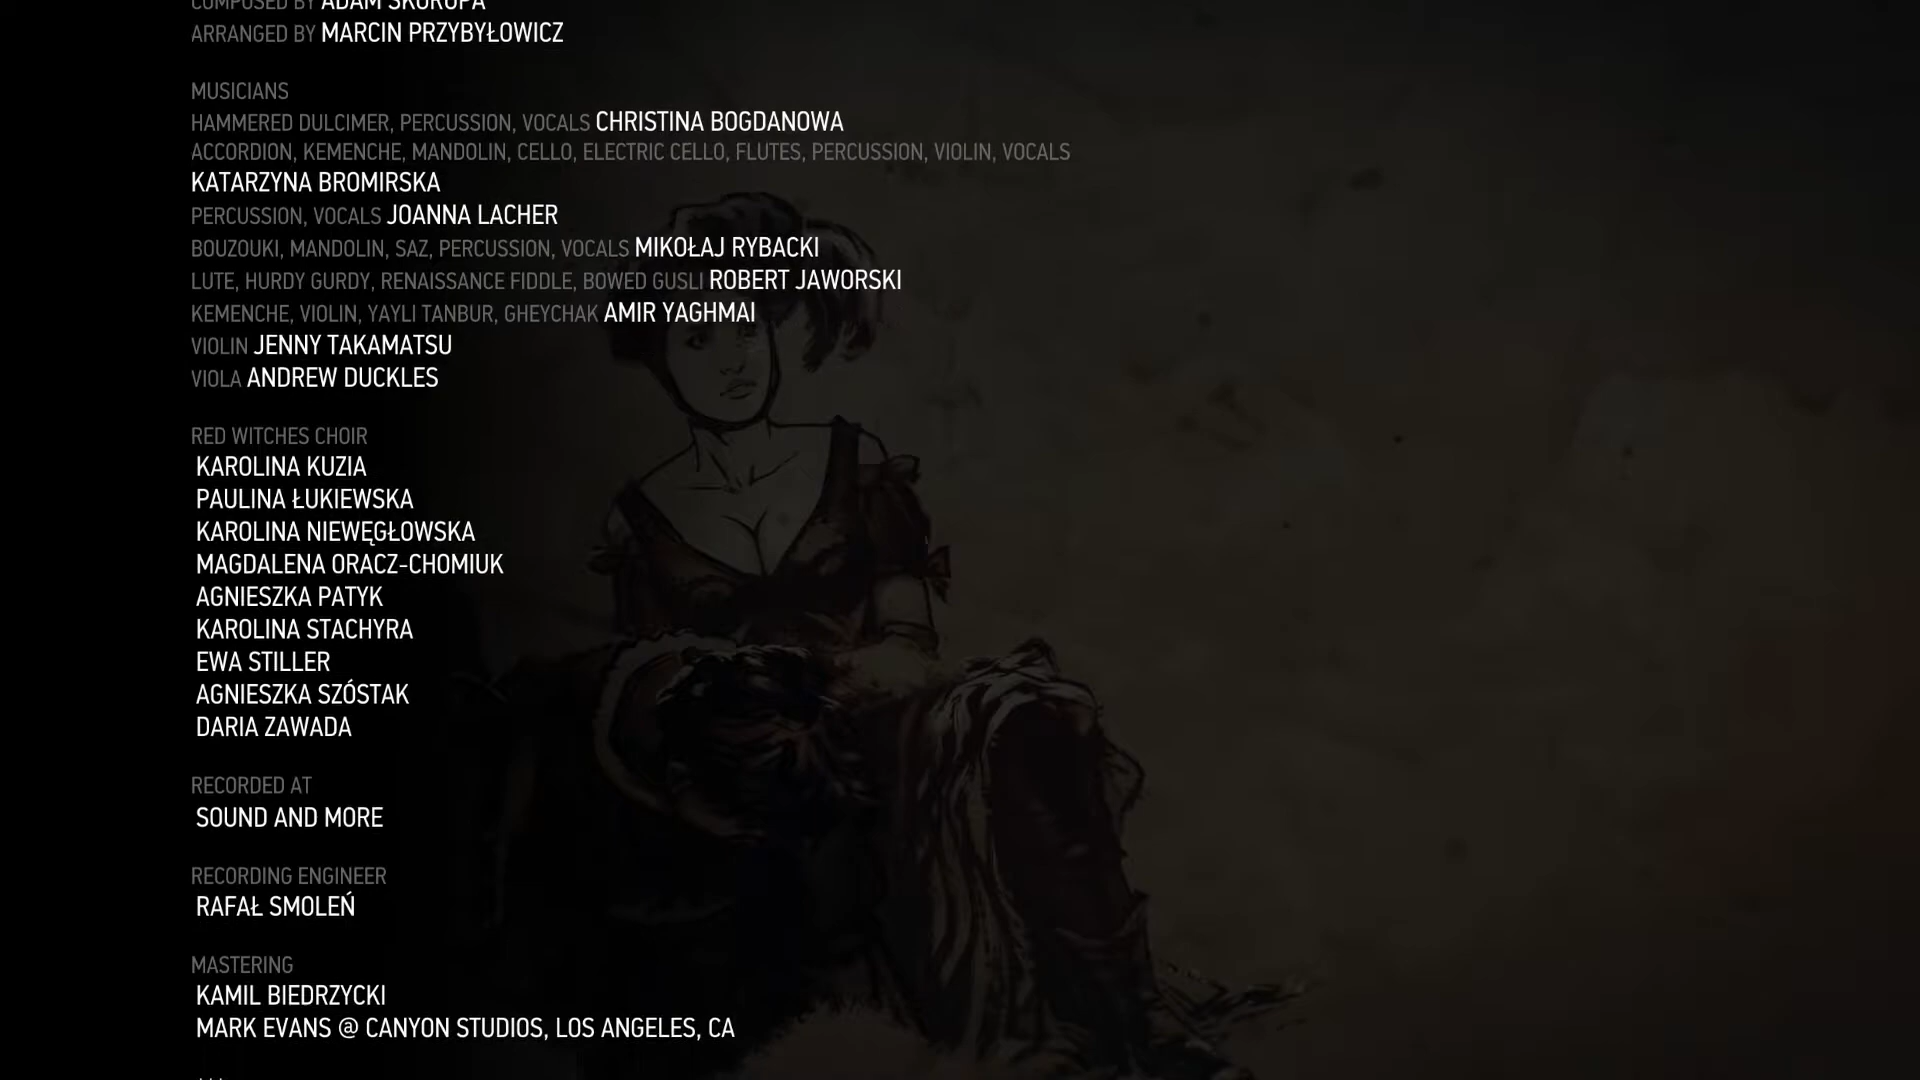 COMPOSED BY ADAM SKORUPA
ARRANGED BY MARCIN PRZYBYŁOWICZ
MUSICIANS
HAMMERED DULCIMER, PERCUSSION, VOCALS CHRISTINA BOGDANOWA
ACCORDION, KEMENCHE, MANDOLIN, CELLO, ELECTRIC CELLO, FLUTES, PERCUSSION, VIOLIN, VOCALS
KATARZYNA BROMIRSKA
PERCUSSION, VOCALS JOANNA LACHER
BOUZOUKI, MANDOLIN, SAZ, PERCUSSION, VOCALS MIKOŁAJ RYBACKI
LUTE, HURDY GURDY, RENAISSANCE FIDDLE, BOWED GUSLI ROBERT JAWORSKI
KEMENCHE, VIOLIN, YAYLI TANBUR, GHEYCHAK AMIR YAGHMAI
VIOLIN JENNY TAKAMATSU
VIOLA ANDREW DUCKLES
RED WITCHES CHOIR
KAROLINA KUZIA
PAULINA ŁUKIEWSKA
KAROLINA NIEWĘGŁOWSKA
MAGDALENA ORACZ-CHOMIUK
AGNIESZKA PATYK
KAROLINA STACHYRA
EWA STILLER
AGNIESZKA SZÓSTAK
DARIA ZAWADA
RECORDED AT
SOUND AND MORE
RECORDING ENGINEER
RAFAŁ SMOLEŃ
MASTERING
KAMIL BIEDRZYCKI
MARK EVANS @ CANYON STUDIOS, LOS ANGELES, CA